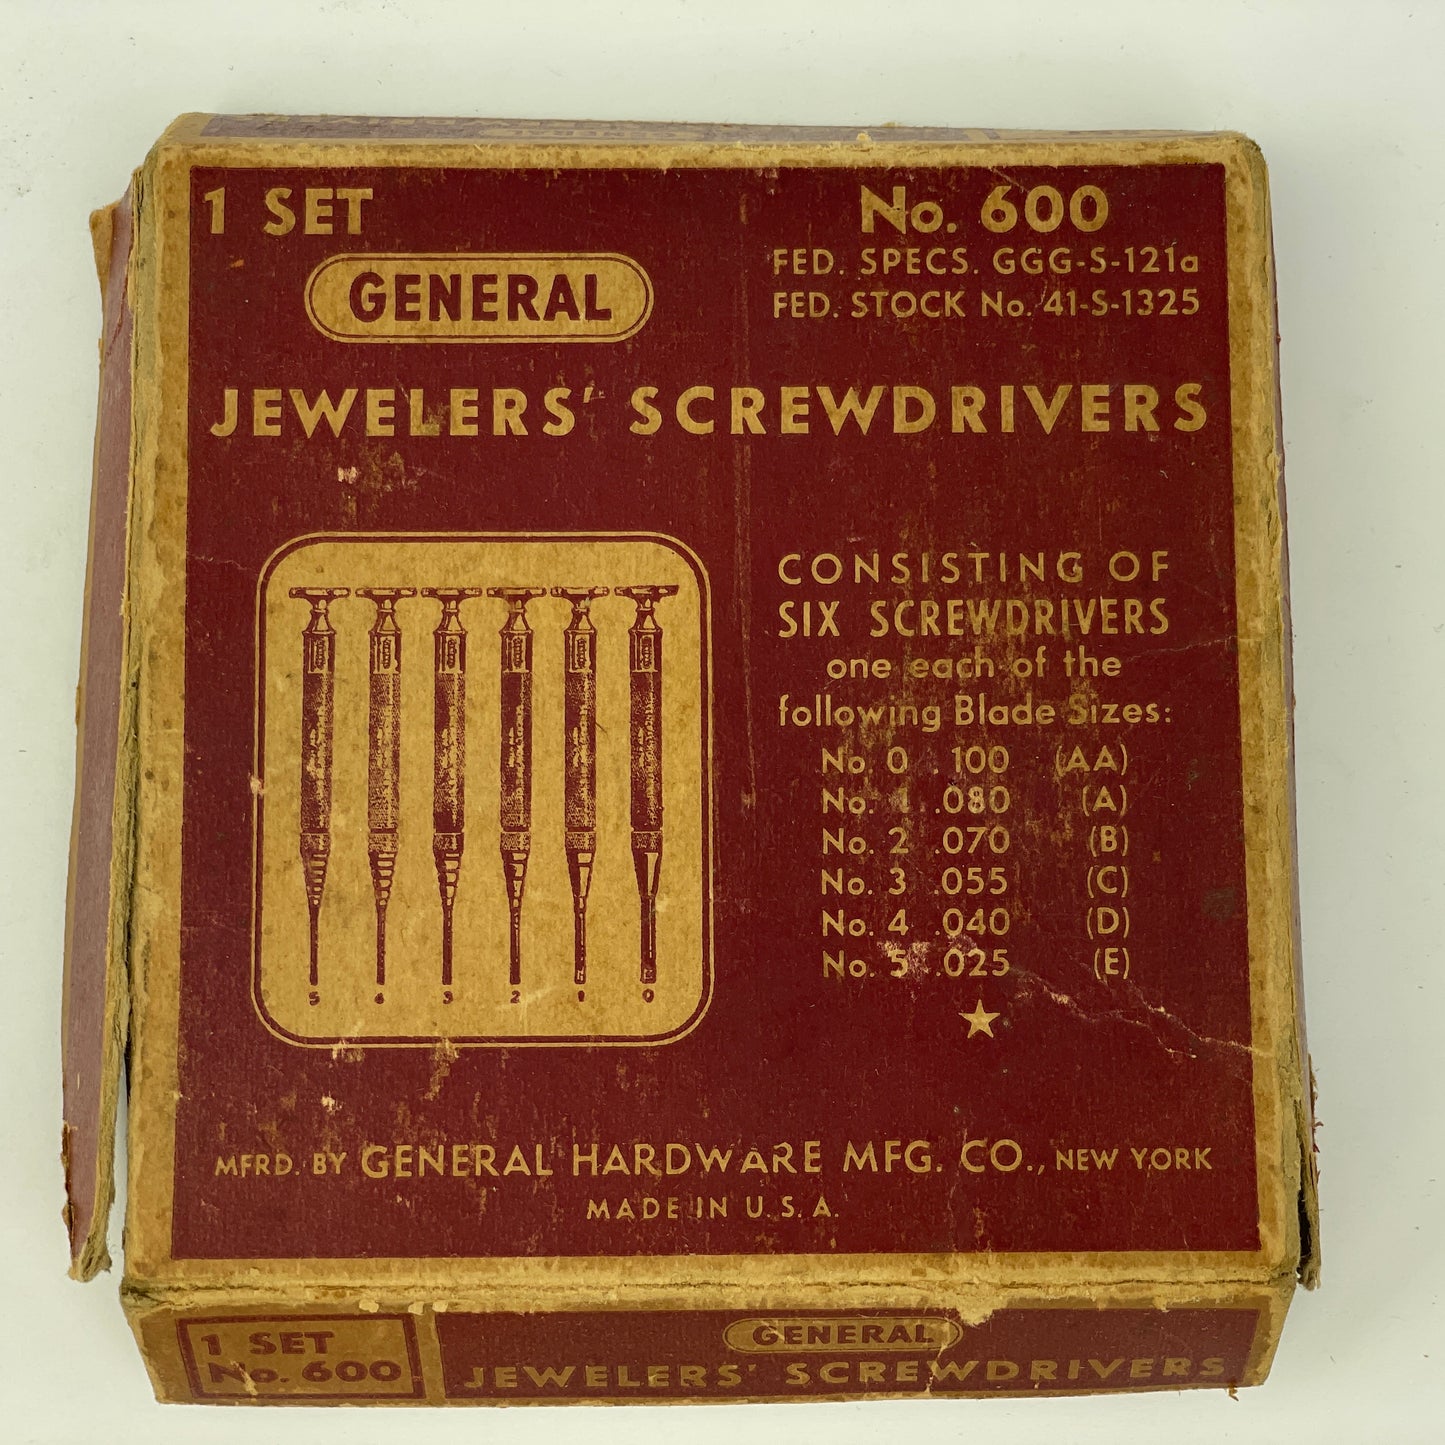 1 SET
No. 600
FED. SPECS. GGG-S-121a
FED. STOCK No. 41-S-1325
GENERAL
JEWELERS' SCREWDRIVERS
CONSISTING OF
SIX SCREWDRIVERS
one each of the
following Blade Sizes:
No. 0 .100 (AA)
No. 1 .080 (A)
No. 2 .070 (B)
No. 3 .055 (C)
No. 4 .040 (D)
No. 5 .025 (E)
5 4 3 2 1 0
MFRD. BY GENERAL HARDWARE MFG. CO., NEW YORK
MADE IN U.S.A.
1 SET
No. 600
GENERAL
JEWELERS' SCREWDRIVERS